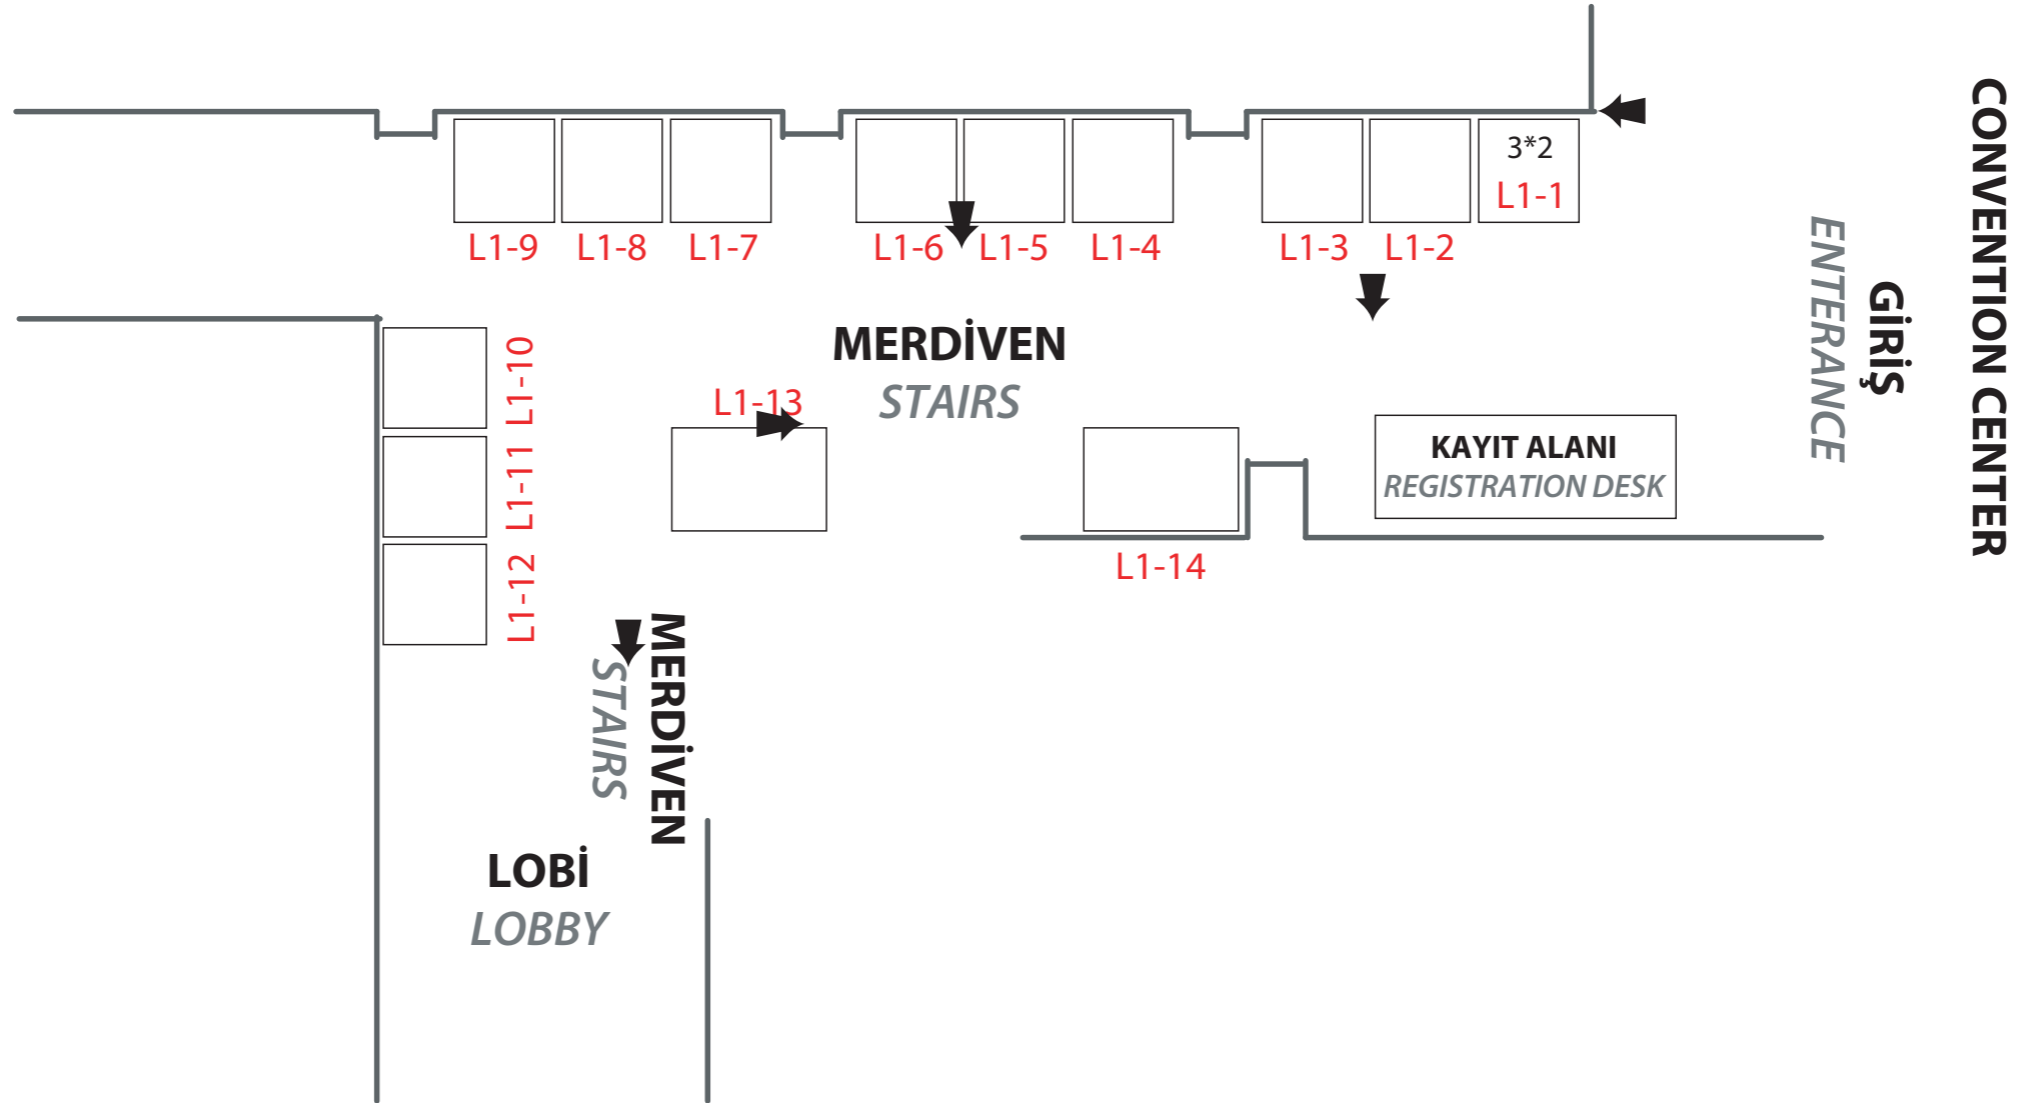 3*2
L1-1
L1-9
L1-8
L1-7
L1-6
L1-5
L1-4
L1-3
L1-2
CONVENTION CENTER
GİRİŞ
ENTERANCE
MERDİVEN
STAIRS
L1-10
L1-11
L1-12
L1-13
KAYIT ALANI
REGISTRATION DESK
L1-14
MERDİVEN
STAIRS
LOBİ
LOBBY